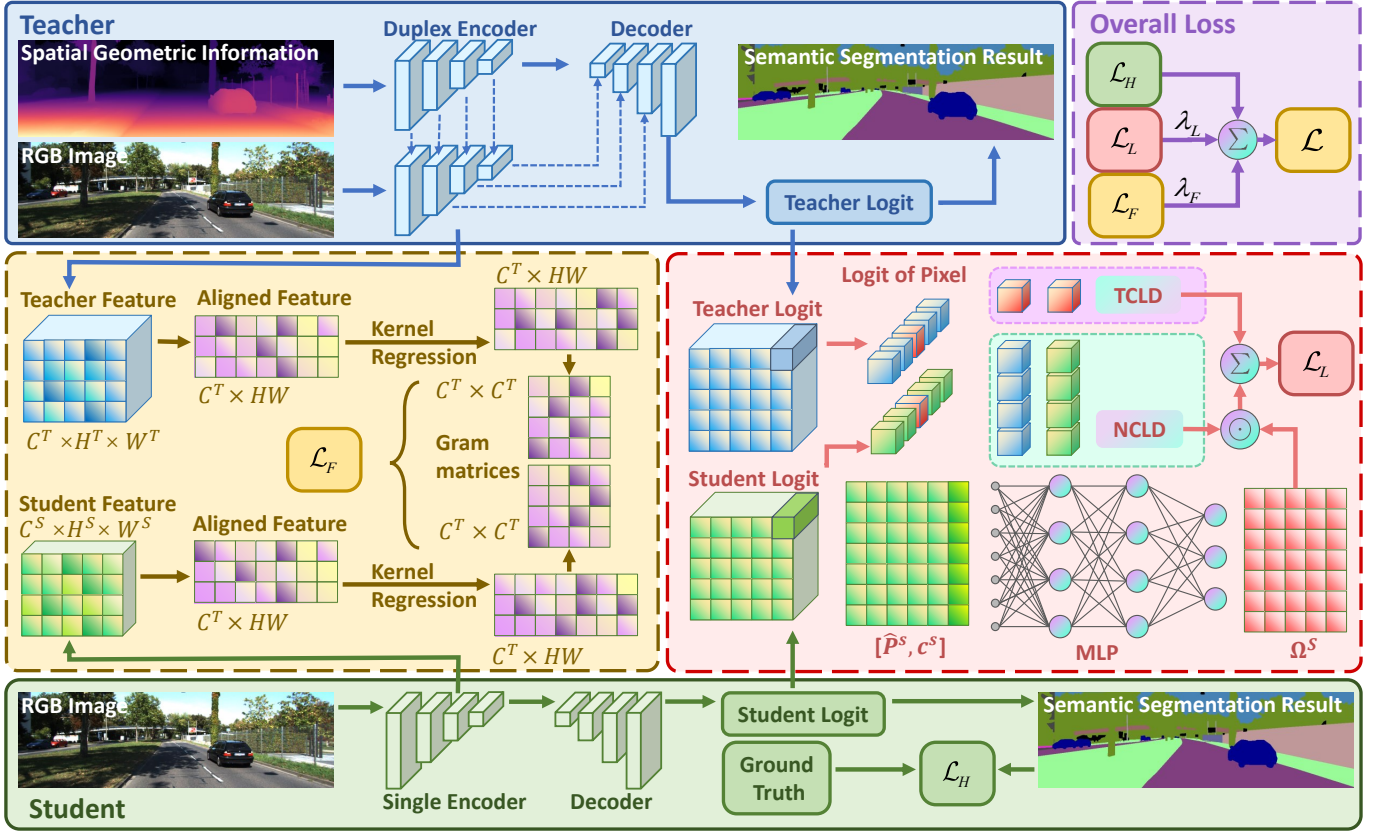 Teacher
Spatial Geometric Information
RGB Image
Duplex Encoder
Decoder
Semantic Segmentation Result
Teacher Logit
Overall Loss
ℒ_H
ℒ_L
λ_L
ℒ_F
λ_F
Σ
ℒ
Teacher Feature
C^T × H^T × W^T
Aligned Feature
C^T × HW
Kernel
Regression
C^T × HW
C^T × C^T
Gram
matrices
C^T × C^T
ℒ_F
Student Feature
C^S × H^S × W^S
Aligned Feature
C^T × HW
Kernel
Regression
C^T × HW
Teacher Logit
Logit of Pixel
Student Logit
[P̂^s, c^s]
TCLD
NCLD
Σ
ℒ_L
⊙
MLP
Ω^S
RGB Image
Student
Single Encoder
Decoder
Student Logit
Ground
Truth
ℒ_H
Semantic Segmentation Result